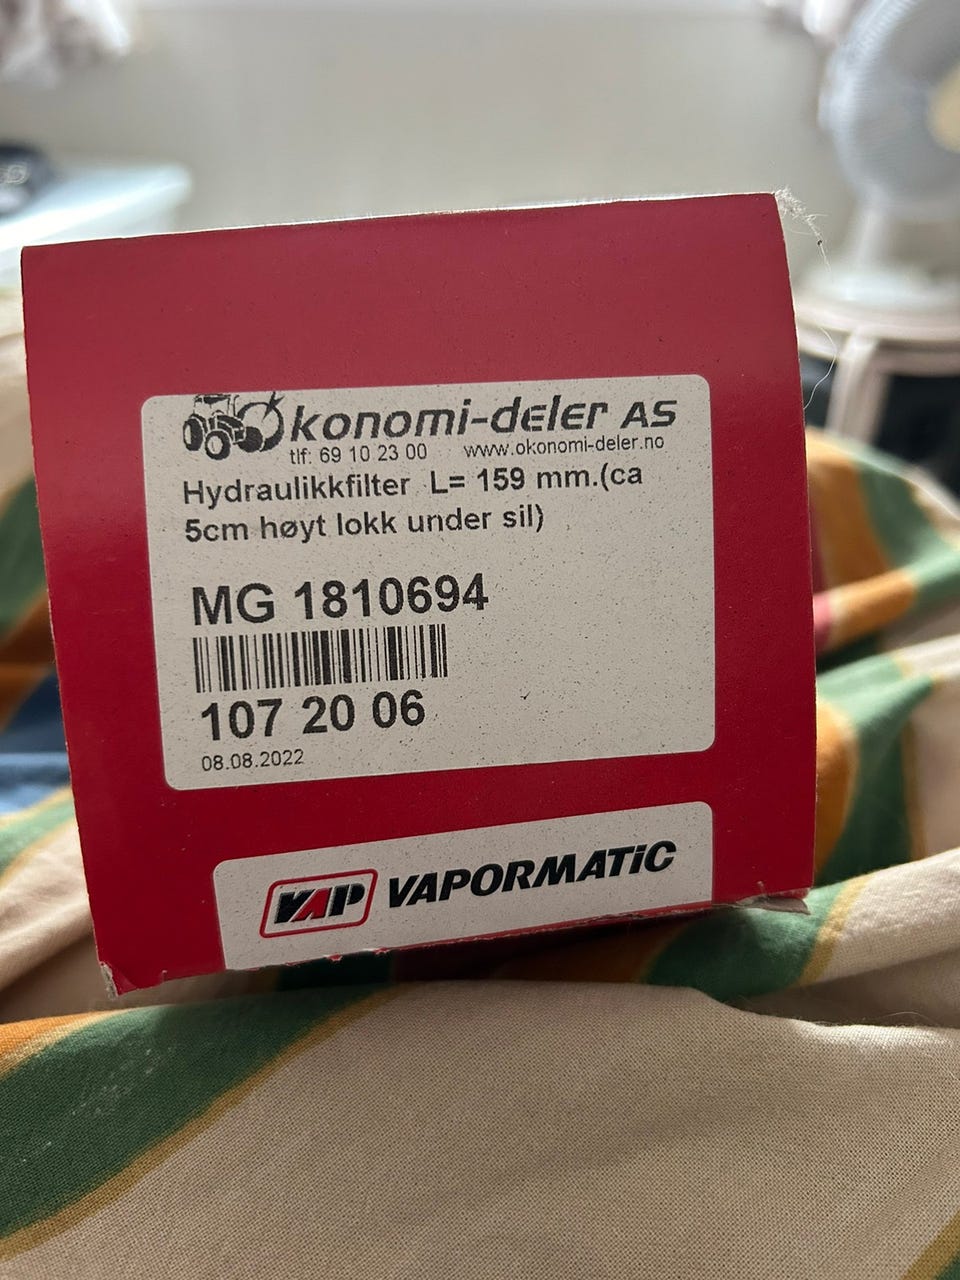 Økonomi-deler AS
tlf: 69 10 23 00 www.okonomi-deler.no
Hydraulikkfilter L= 159 mm.(ca
5cm høyt lokk under sil)
MG 1810694
107 20 06
08.08.2022
VAP VAPORMATIC